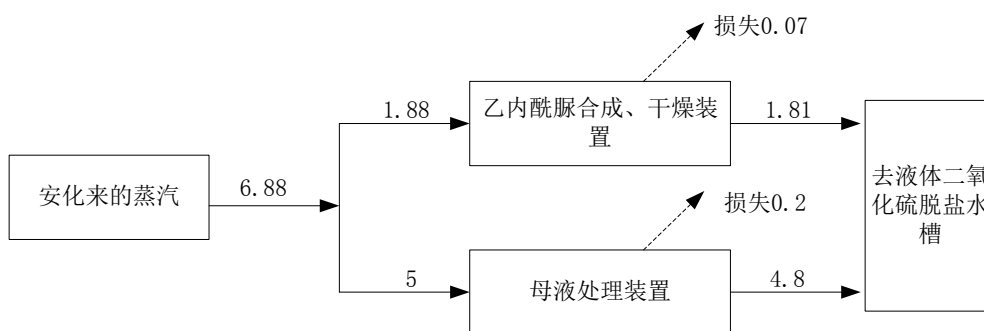 损失0.07
1.88
乙内酰脲合成、干燥装
置
1.81
安化来的蒸汽
6.88
去液体二氧
化硫脱盐水
槽
损失0.2
5
母液处理装置
4.8